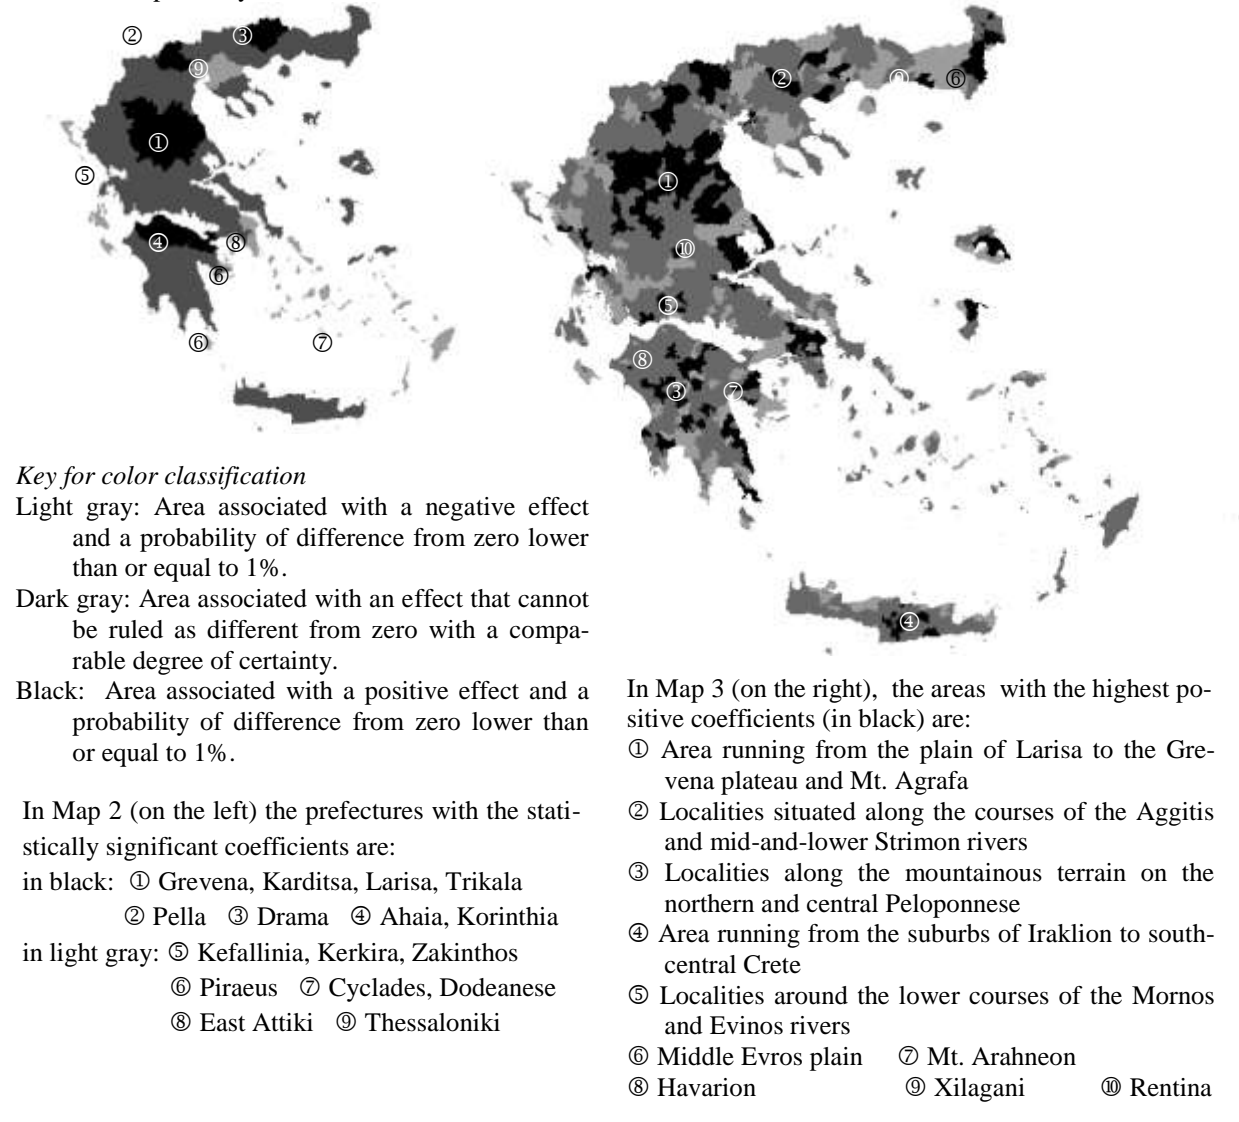 ②
③
⑨
①
⑤
④
⑧
⑥
⑥
⑦
②
⑨
⑥
①
⑩
⑤
⑧
③
⑦
④
Key for color classification
Light gray: Area associated with a negative effect
and a probability of difference from zero lower
than or equal to 1%.
Dark gray: Area associated with an effect that cannot
be ruled as different from zero with a compa-
rable degree of certainty.
Black: Area associated with a positive effect and a
probability of difference from zero lower than
or equal to 1%.
In Map 2 (on the left) the prefectures with the stati-
stically significant coefficients are:
in black: ① Grevena, Karditsa, Larisa, Trikala
② Pella ③ Drama ④ Ahaia, Korinthia
in light gray: ⑤ Kefallinia, Kerkira, Zakinthos
⑥ Piraeus ⑦ Cyclades, Dodeanese
⑧ East Attiki ⑨ Thessaloniki
In Map 3 (on the right), the areas with the highest po-
sitive coefficients (in black) are:
① Area running from the plain of Larisa to the Gre-
vena plateau and Mt. Agrafa
② Localities situated along the courses of the Aggitis
and mid-and-lower Strimon rivers
③ Localities along the mountainous terrain on the
northern and central Peloponnese
④ Area running from the suburbs of Iraklion to south-
central Crete
⑤ Localities around the lower courses of the Mornos
and Evinos rivers
⑥ Middle Evros plain ⑦ Mt. Arahneon
⑧ Havarion ⑨ Xilagani ⑩ Rentina